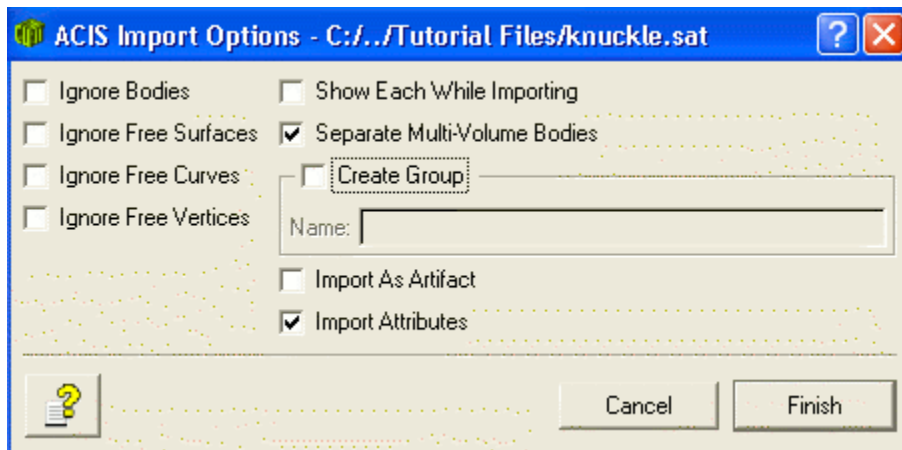 ACIS Import Options - C:/../Tutorial Files/knuckle.sat
Ignore Bodies
Ignore Free Surfaces
Ignore Free Curves
Ignore Free Vertices
Show Each While Importing
Separate Multi-Volume Bodies
Create Group
Name:
Import As Artifact
Import Attributes
Cancel
Finish